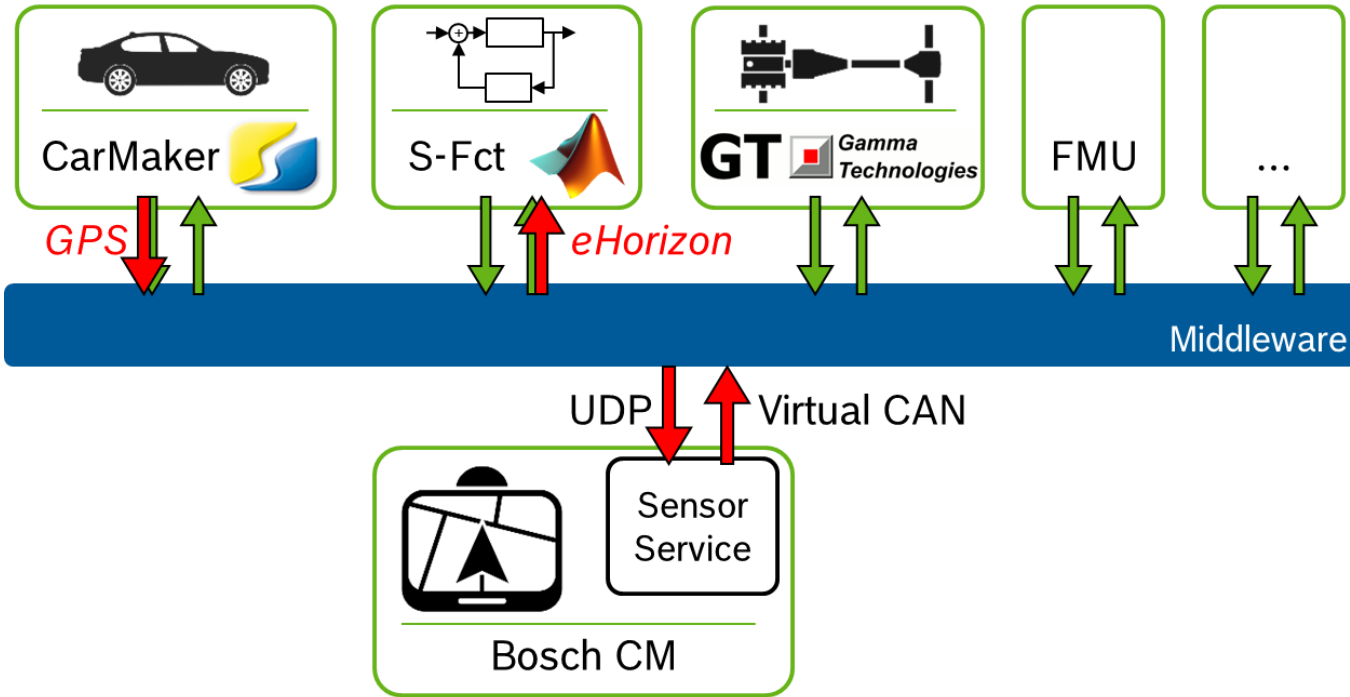 CarMaker
S-Fct
GT
Gamma
Technologies
FMU
...
GPS
eHorizon
Middleware
UDP
Virtual CAN
Sensor
Service
Bosch CM